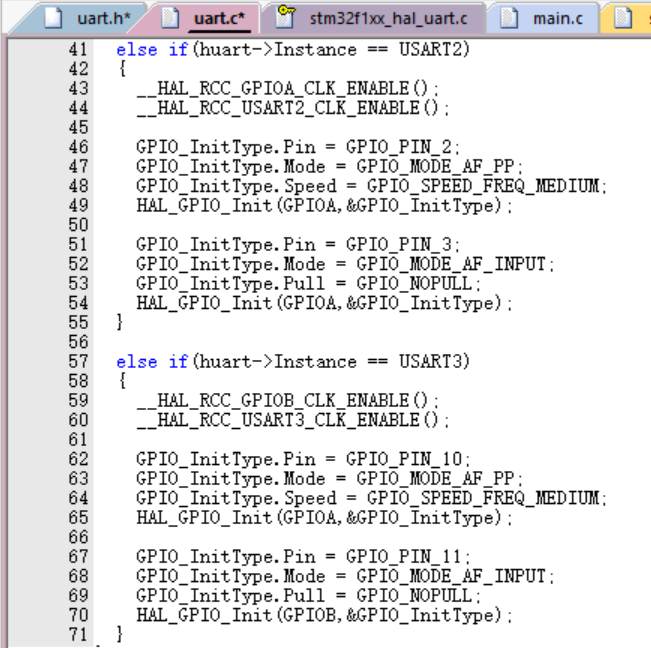 uart.h* uart.c* stm32f1xx_hal_uart.c main.c
41 else if(huart->Instance == USART2)
42 {
43 __HAL_RCC_GPIOA_CLK_ENABLE();
44 __HAL_RCC_USART2_CLK_ENABLE();
45
46 GPIO_InitType.Pin = GPIO_PIN_2;
47 GPIO_InitType.Mode = GPIO_MODE_AF_PP;
48 GPIO_InitType.Speed = GPIO_SPEED_FREQ_MEDIUM;
49 HAL_GPIO_Init(GPIOA,&GPIO_InitType);
50
51 GPIO_InitType.Pin = GPIO_PIN_3;
52 GPIO_InitType.Mode = GPIO_MODE_AF_INPUT;
53 GPIO_InitType.Pull = GPIO_NOPULL;
54 HAL_GPIO_Init(GPIOA,&GPIO_InitType);
55 }
56
57 else if(huart->Instance == USART3)
58 {
59 __HAL_RCC_GPIOB_CLK_ENABLE();
60 __HAL_RCC_USART3_CLK_ENABLE();
61
62 GPIO_InitType.Pin = GPIO_PIN_10;
63 GPIO_InitType.Mode = GPIO_MODE_AF_PP;
64 GPIO_InitType.Speed = GPIO_SPEED_FREQ_MEDIUM;
65 HAL_GPIO_Init(GPIOA,&GPIO_InitType);
66
67 GPIO_InitType.Pin = GPIO_PIN_11;
68 GPIO_InitType.Mode = GPIO_MODE_AF_INPUT;
69 GPIO_InitType.Pull = GPIO_NOPULL;
70 HAL_GPIO_Init(GPIOB,&GPIO_InitType);
71 }